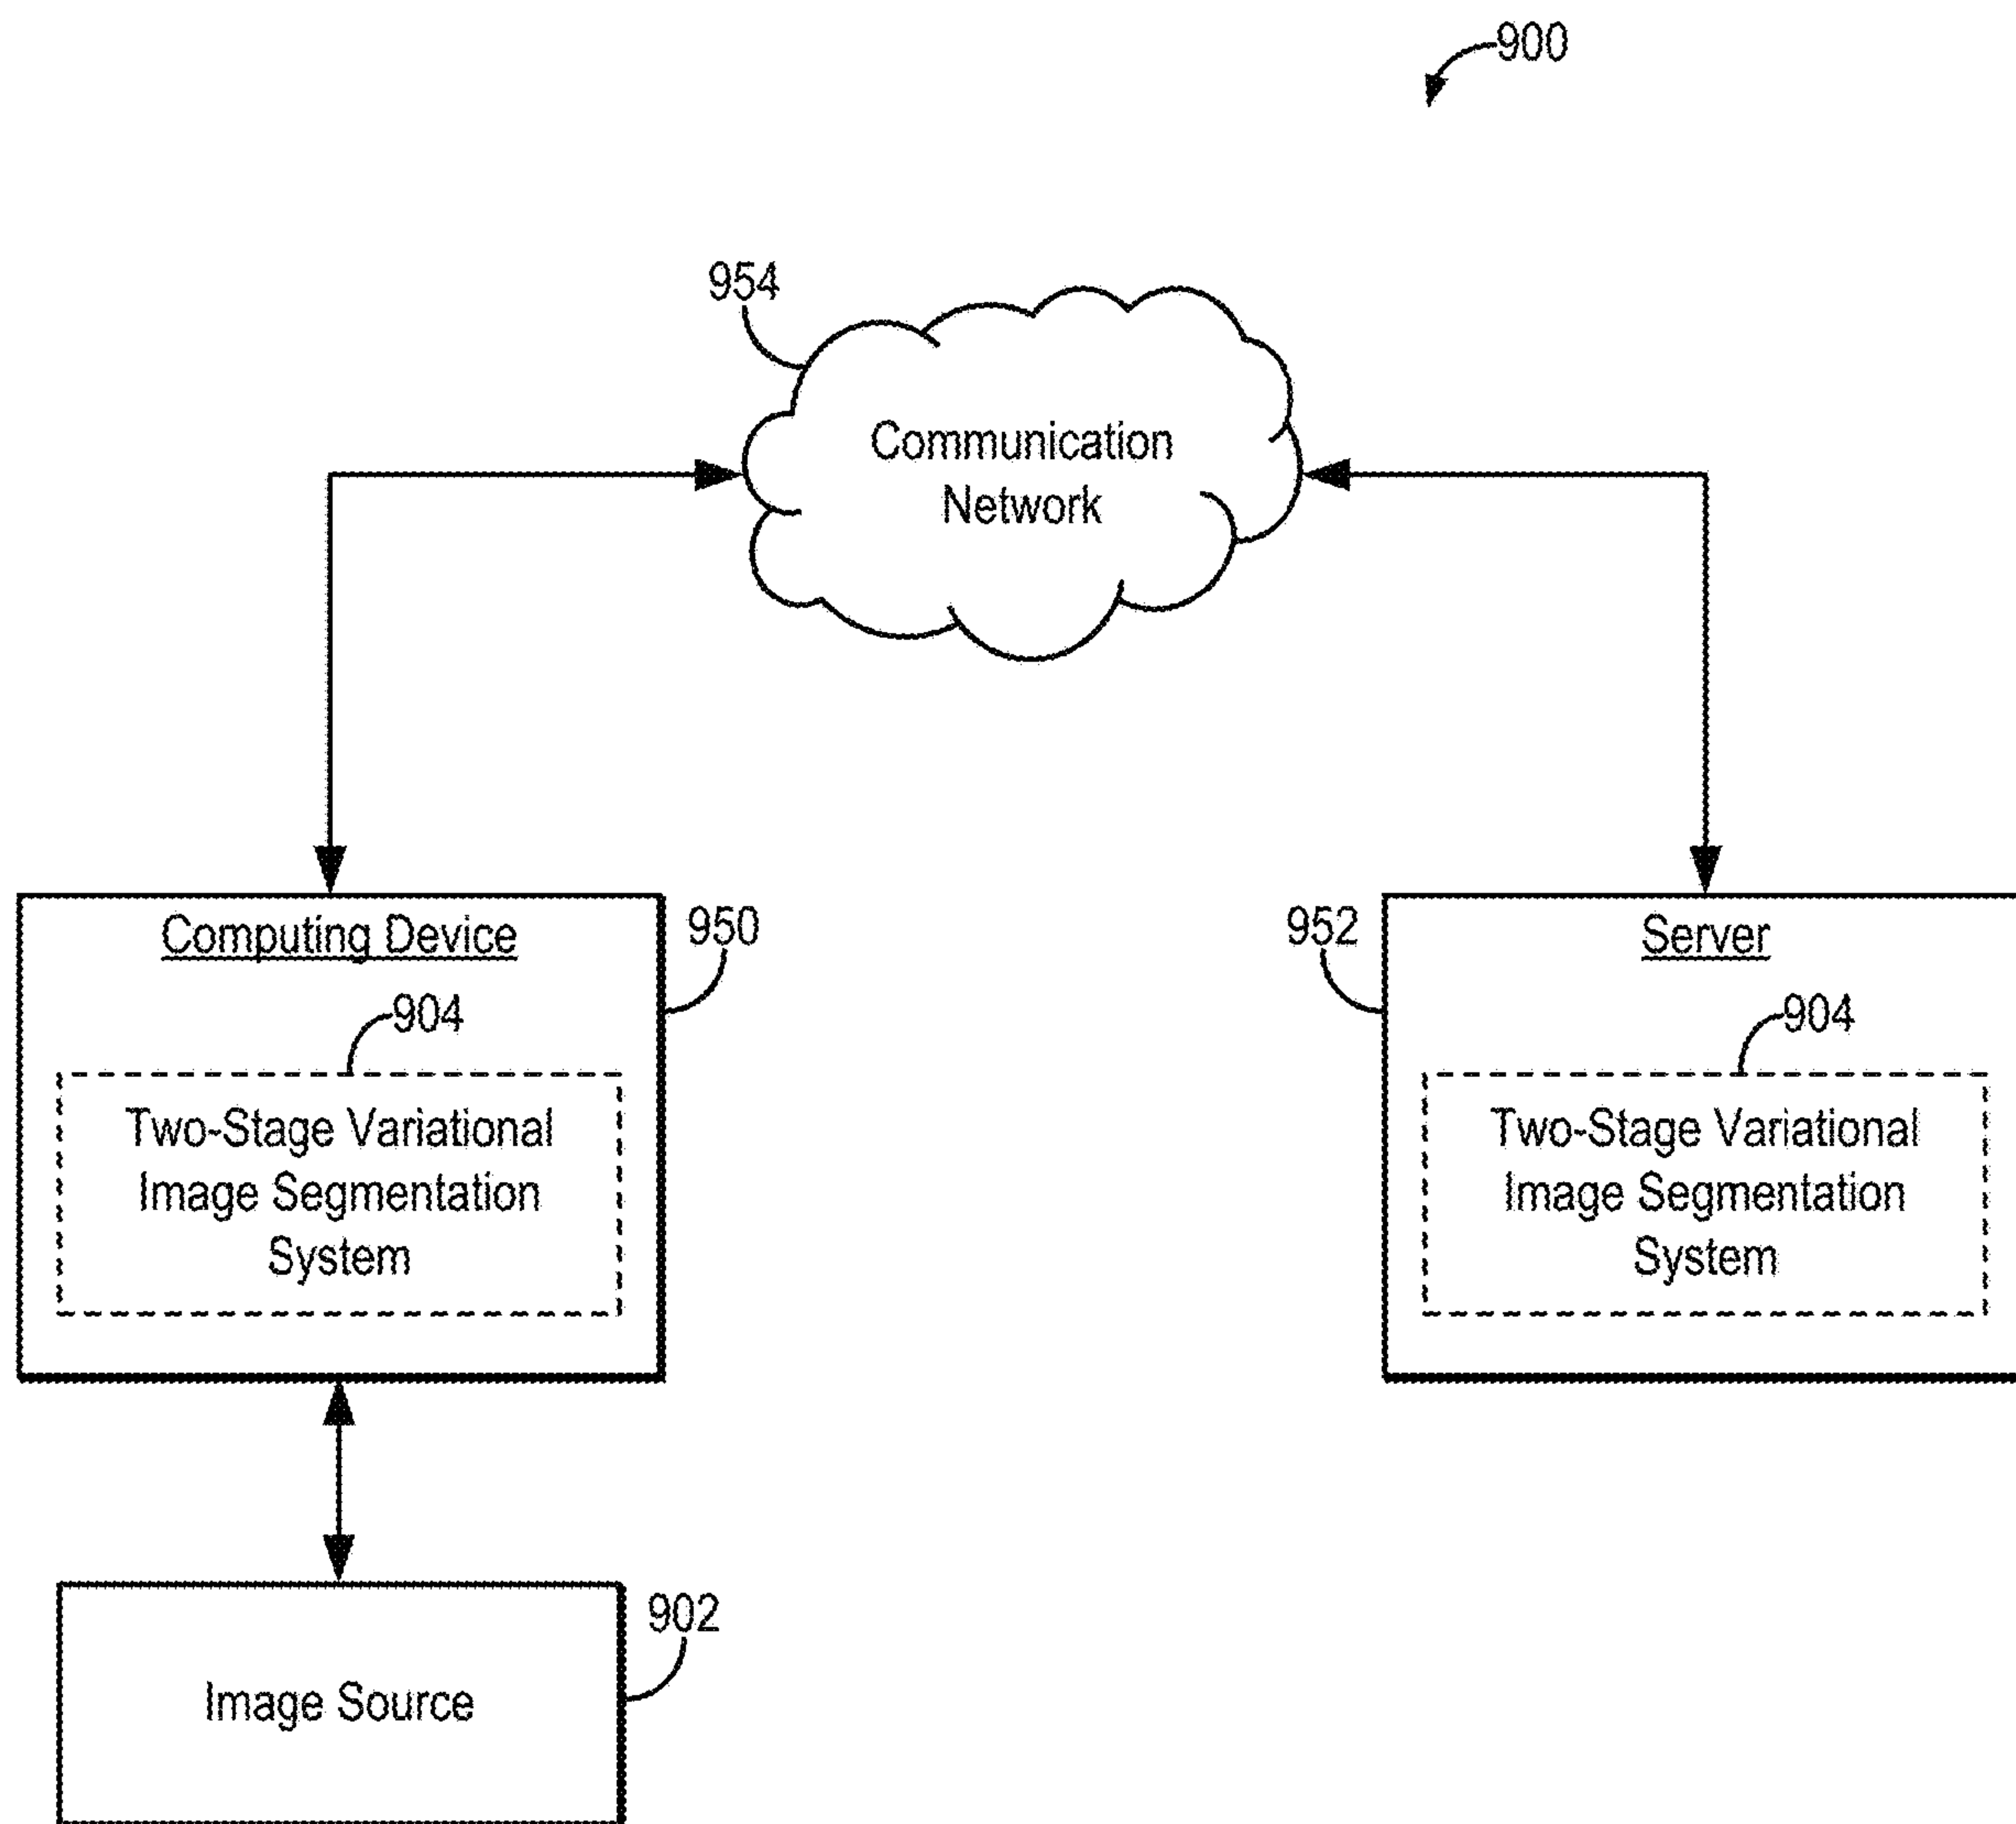 900
954
Communication
Network
Computing Device
950
952
Server
904
904
Two-Stage Variational
Image Segmentation
System
Two-Stage Variational
Image Segmentation
System
902
Image Source